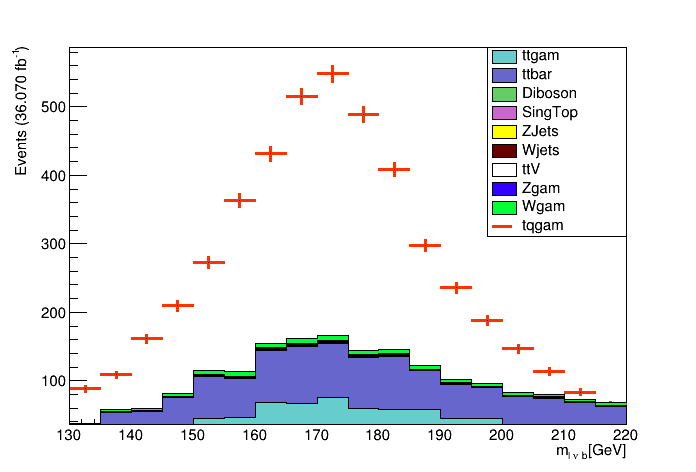 Events (36.070 fb⁻¹)
500
400
300
200
100
130 140 150 160 170 180 190 200 210 220
m_{l ν b}[GeV]
ttgam
ttbar
Diboson
SingTop
ZJets
Wjets
ttV
Zgam
Wgam
tqgam